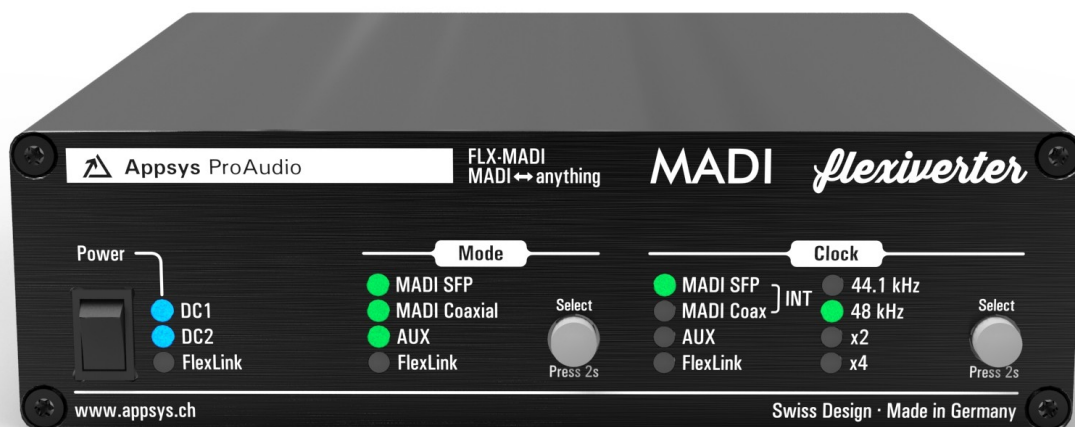 Appsys ProAudio
FLX-MADI
MADI↔anything
MADI
flexiverter
Power
DC1
DC2
FlexLink
Mode
MADI SFP
MADI Coaxial
AUX
FlexLink
Select
Press 2s
Clock
MADI SFP
MADI Coax
INT
AUX
FlexLink
44.1 kHz
48 kHz
x2
x4
Select
Press 2s
www.appsys.ch
Swiss Design · Made in Germany